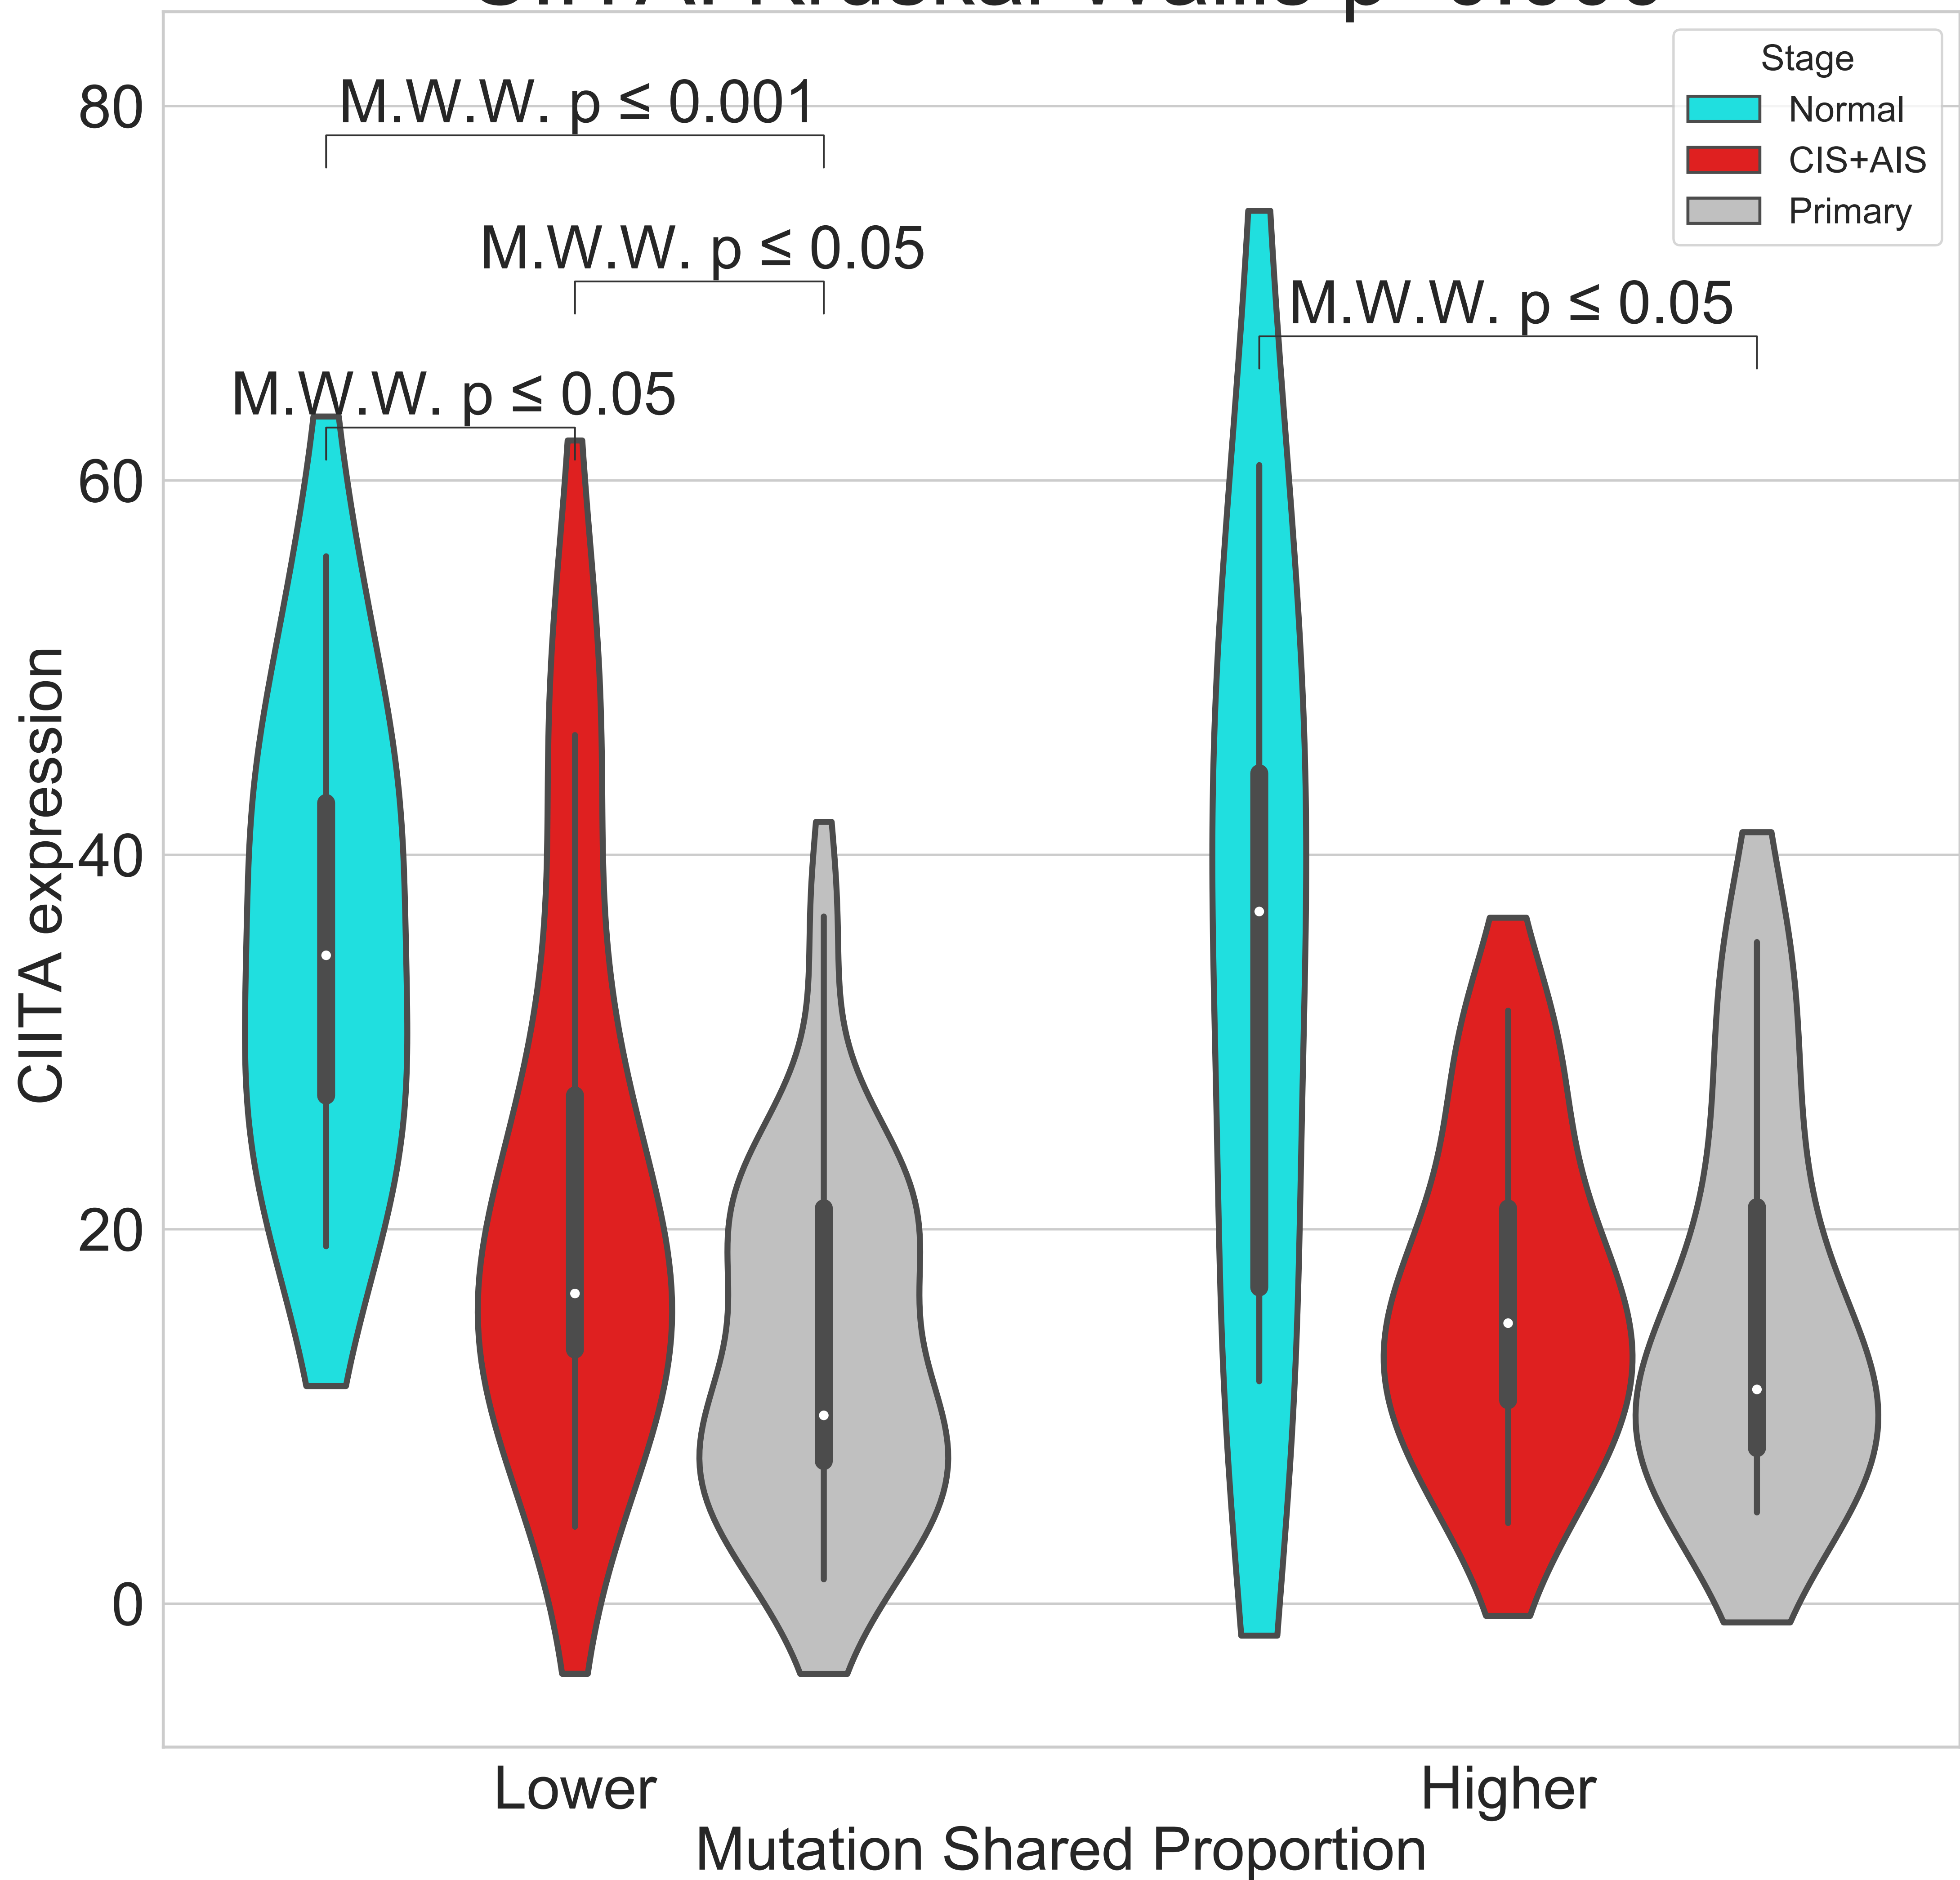 M.W.W. p ≤ 0.001
M.W.W. p ≤ 0.05
M.W.W. p ≤ 0.05
M.W.W. p ≤ 0.05
Stage
Normal
CIS+AIS
Primary
CIITA expression
80
60
40
20
0
Lower
Higher
Mutation Shared Proportion